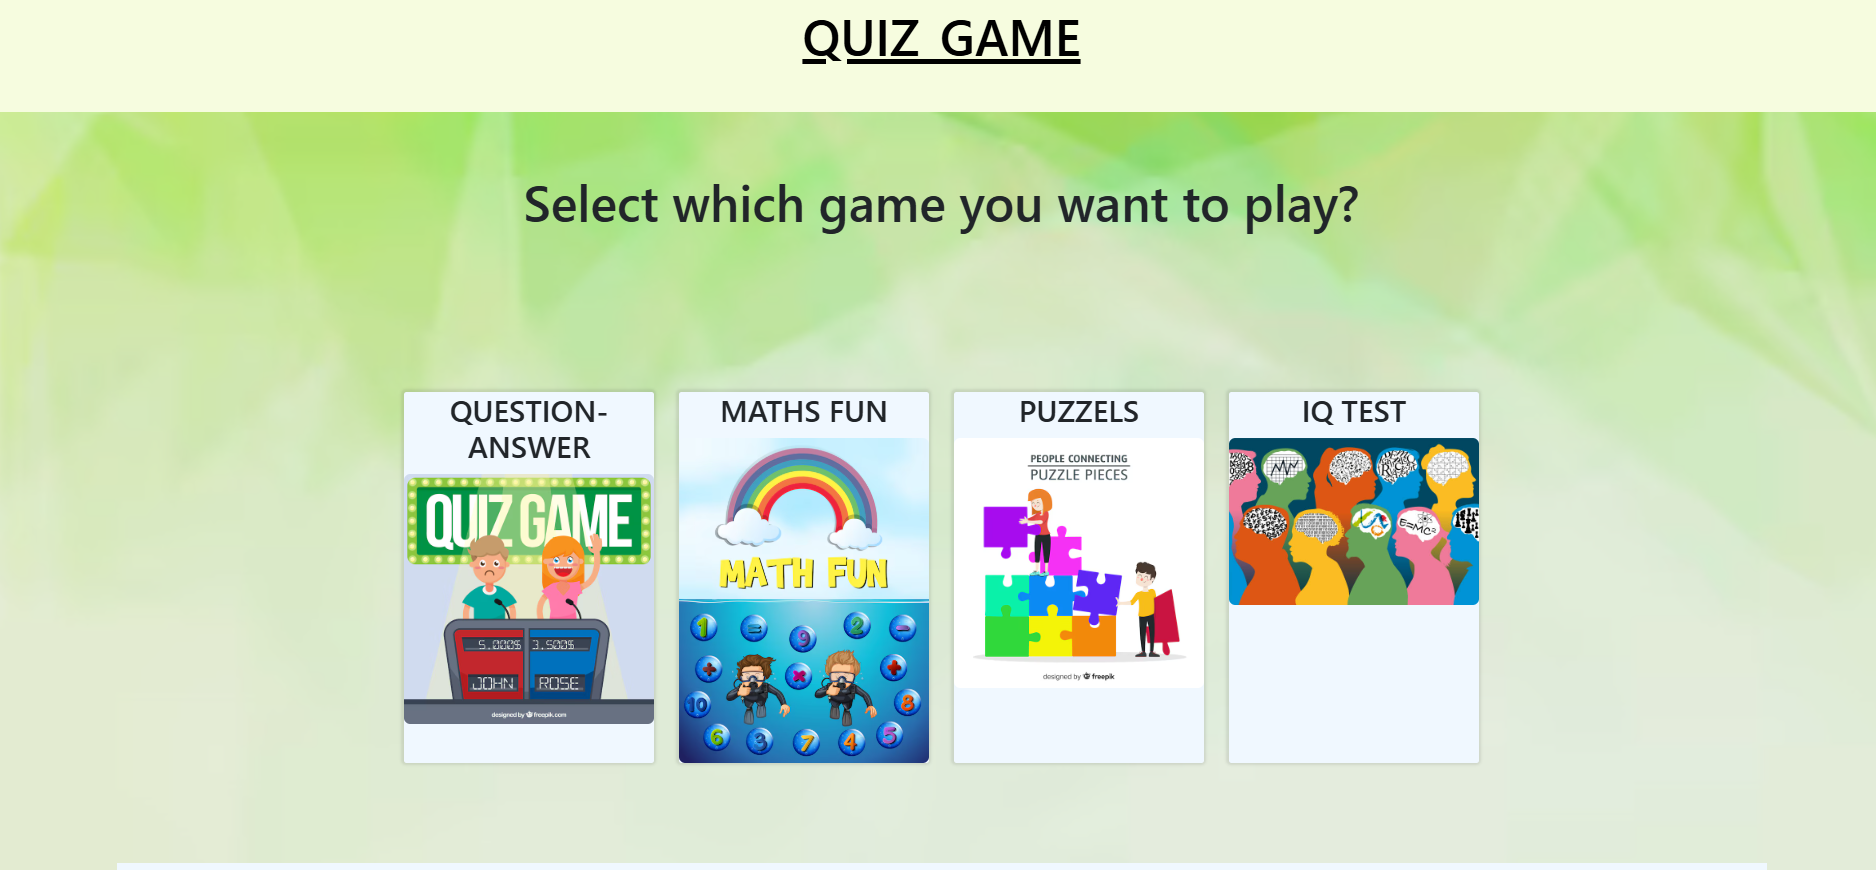 QUIZ GAME
Select which game you want to play?
QUESTION-
ANSWER
QUIZ GAME
5.000$ 3.500$
JOHN ROSE
designed by freepik.com
MATHS FUN
MATH FUN
1 = 9 2 -
÷ × +
10 8
6 3 7 4 5
PUZZELS
PEOPLE CONNECTING
PUZZLE PIECES
designed by freepik
IQ TEST
E=MC²